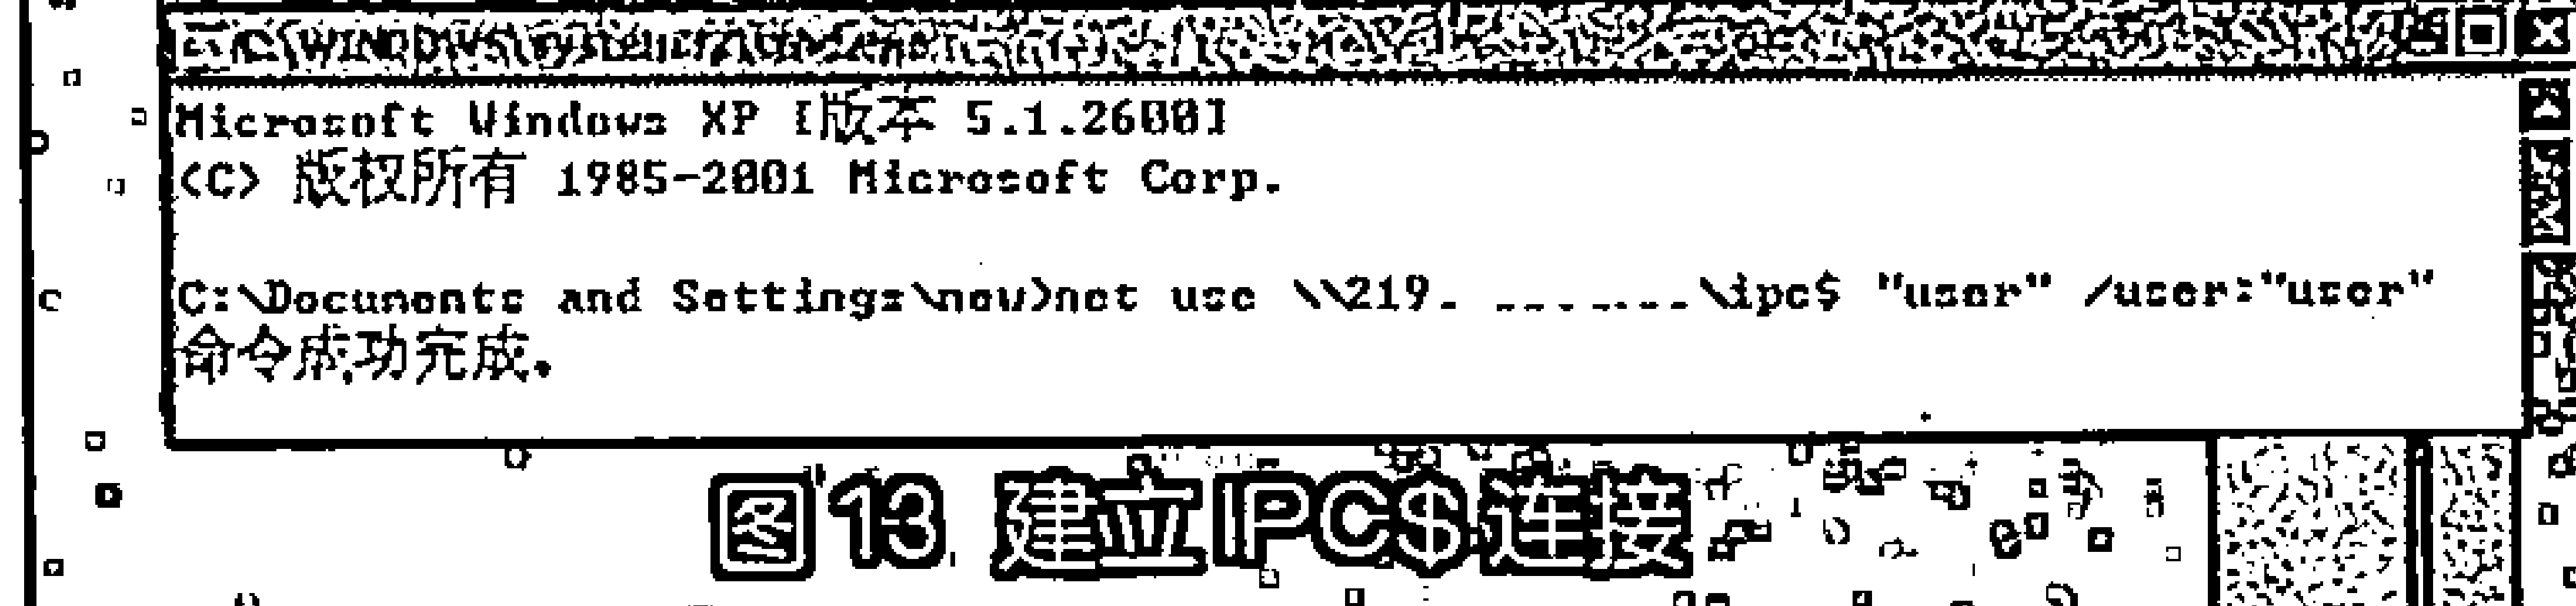 Microsoft Windows XP [版本 5.1.2600]
(C) 版权所有 1985-2001 Microsoft Corp.
C:\Documents and Settings\new>net use \\219. \ipc$ "user" /user:"user"
命令成功完成。
图13 建立IPC$连接